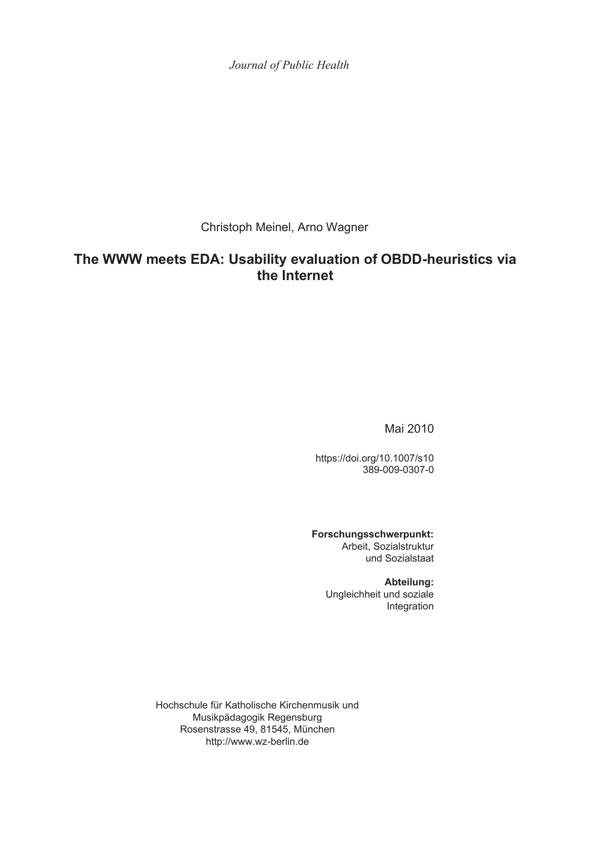 Journal of Public Health
Christoph Meinel, Arno Wagner
The WWW meets EDA: Usability evaluation of OBDD-heuristics via
the Internet
Mai 2010
https://doi.org/10.1007/s10
389-009-0307-0
Forschungsschwerpunkt:
Arbeit, Sozialstruktur
und Sozialstaat
Abteilung:
Ungleichheit und soziale
Integration
Hochschule für Katholische Kirchenmusik und
Musikpädagogik Regensburg
Rosenstrasse 49, 81545, München
http://www.wz-berlin.de